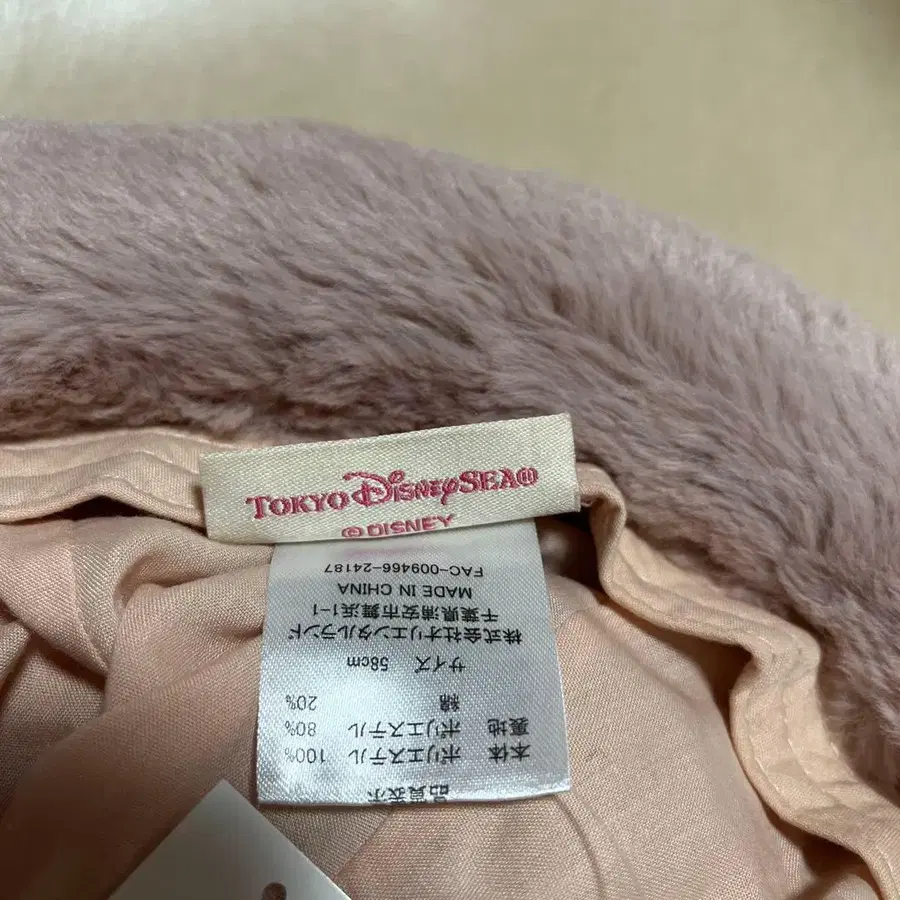 TOKYO DISNEY SEA®
© DISNEY
品質表示
本体 ポリエステル 100%
裏地 ポリエステル 80%
綿 20%
サイズ 58cm
株式会社オリエンタルランド
千葉県浦安市舞浜1-1
MADE IN CHINA
FAC-009466-24187